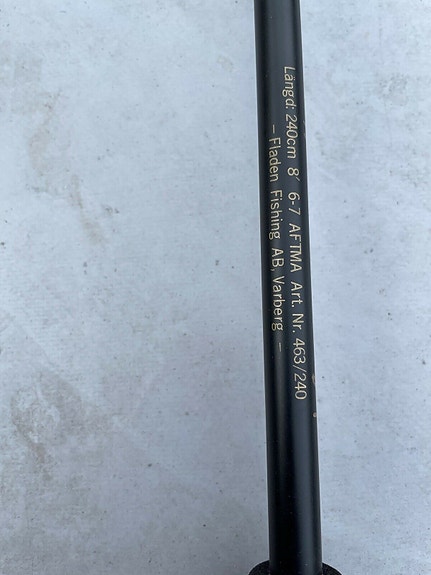 Längd: 240cm 8´ 6-7 AFTMA Art. Nr. 463/240
– Fladen Fishing AB, Varberg –